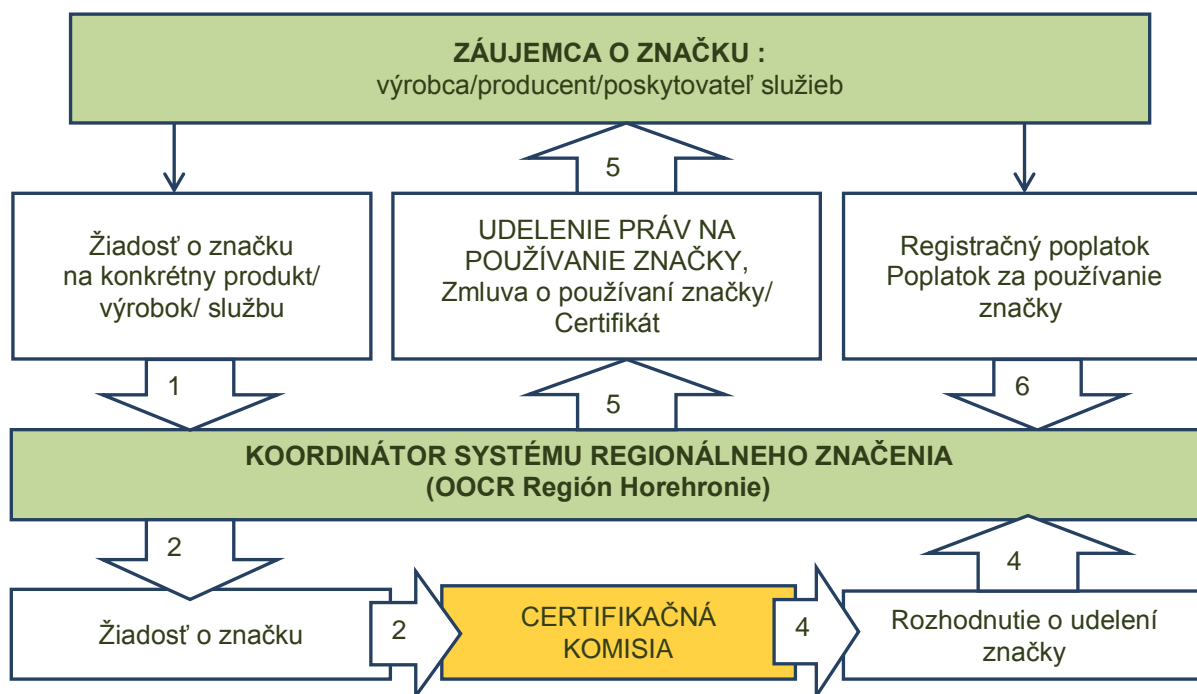 ZÁUJEMCA O ZNAČKU :
výrobca/producent/poskytovateľ služieb
5
Žiadosť o značku
na konkrétny produkt/
výrobok/ službu
UDELENIE PRÁV NA
POUŽÍVANIE ZNAČKY,
Zmluva o používaní značky/
Certifikát
Registračný poplatok
Poplatok za používanie
značky
1
5
6
KOORDINÁTOR SYSTÉMU REGIONÁLNEHO ZNAČENIA
(OOCR Región Horehronie)
2
4
Žiadosť o značku
2
CERTIFIKAČNÁ
KOMISIA
4
Rozhodnutie o udelení
značky